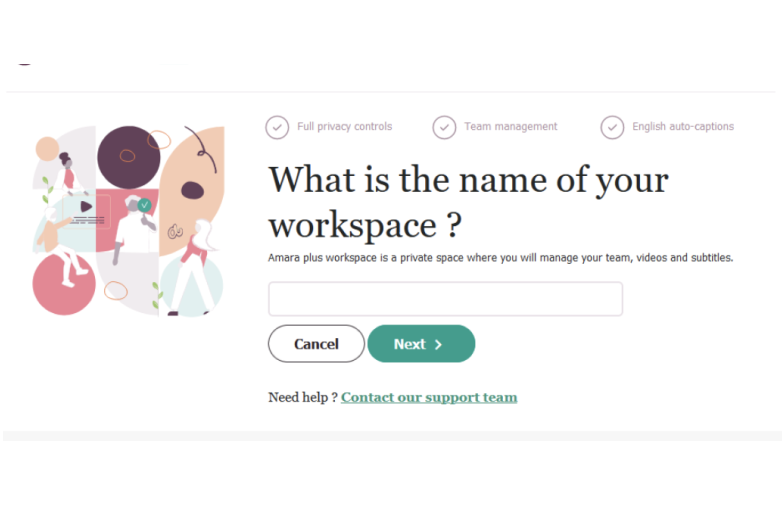 Full privacy controls
Team management
English auto-captions
What is the name of your
workspace ?
Amara plus workspace is a private space where you will manage your team, videos and subtitles.
Cancel
Next
Need help ? Contact our support team